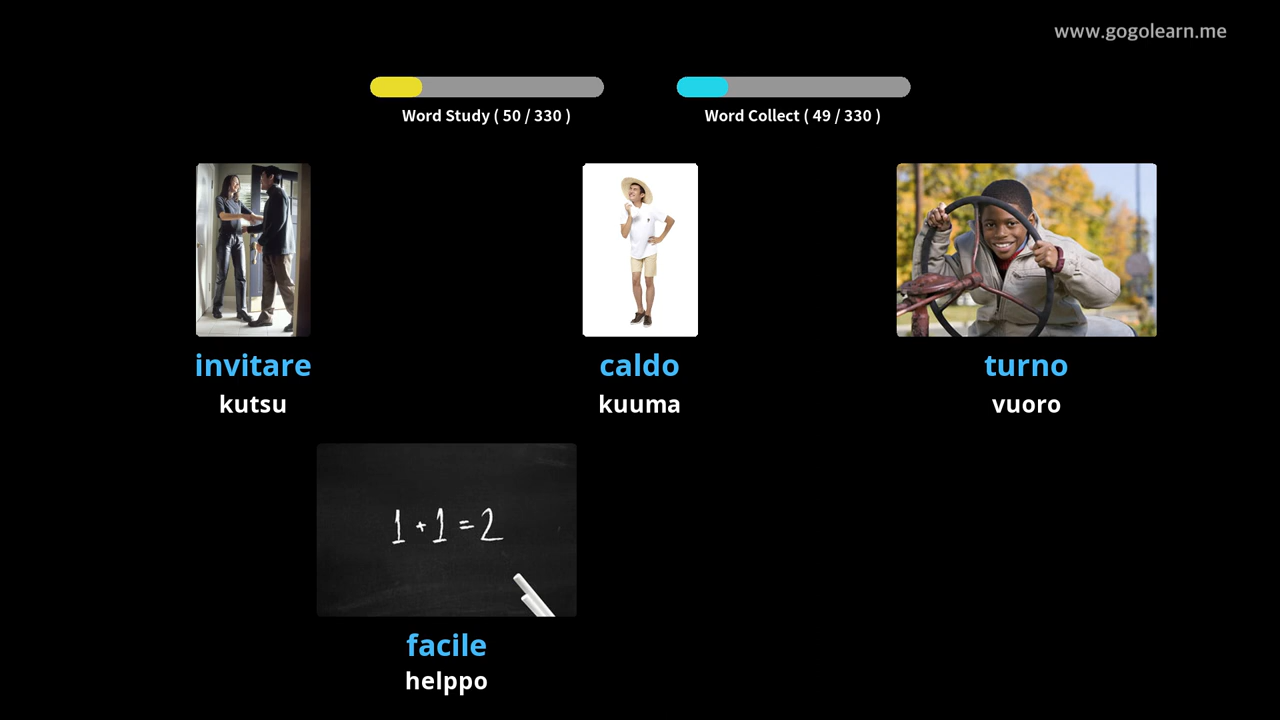 www.gogolearn.me
Word Study ( 50 / 330 )
Word Collect ( 49 / 330 )
invitare
kutsu
caldo
kuuma
turno
vuoro
1 + 1 = 2
facile
helppo